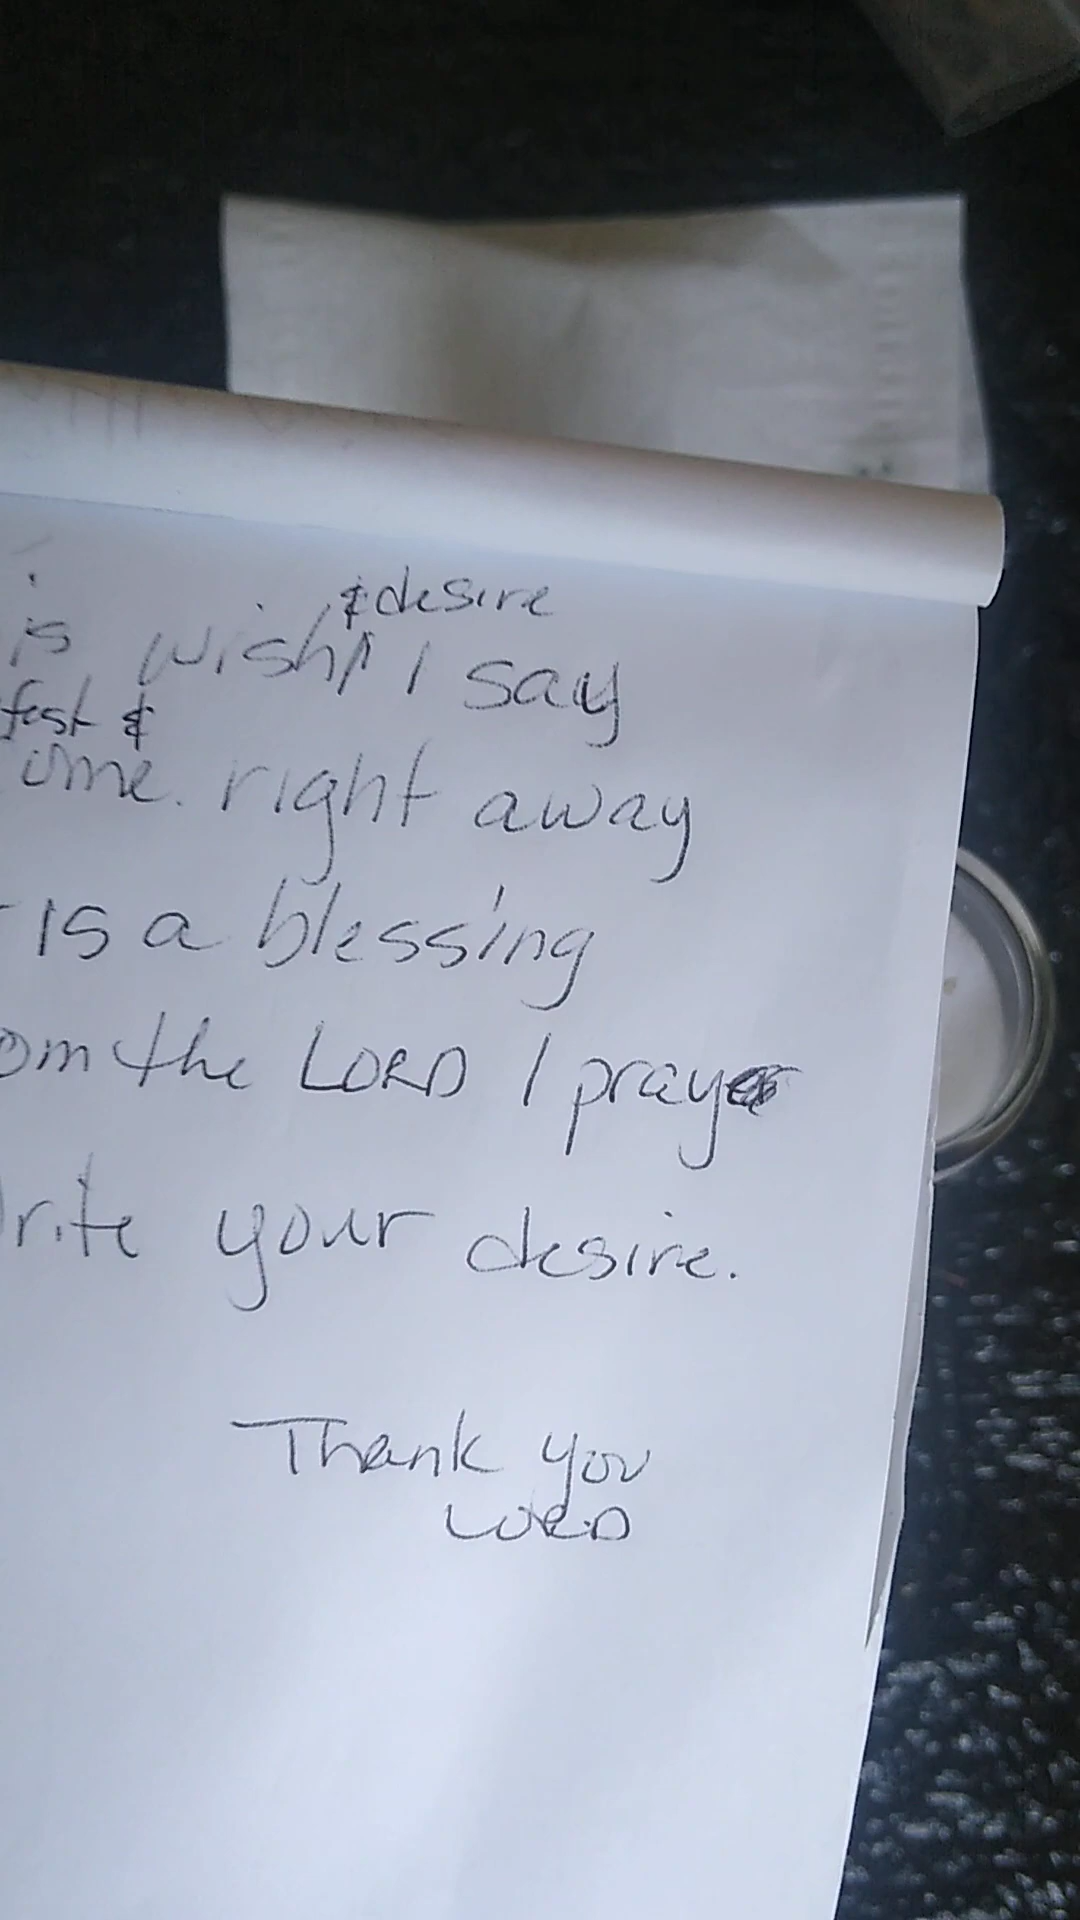 & desire
is wish I say
fest &
ome. right away
is a blessing
om the LORD I pray
rite your desire.
Thank you
LORD